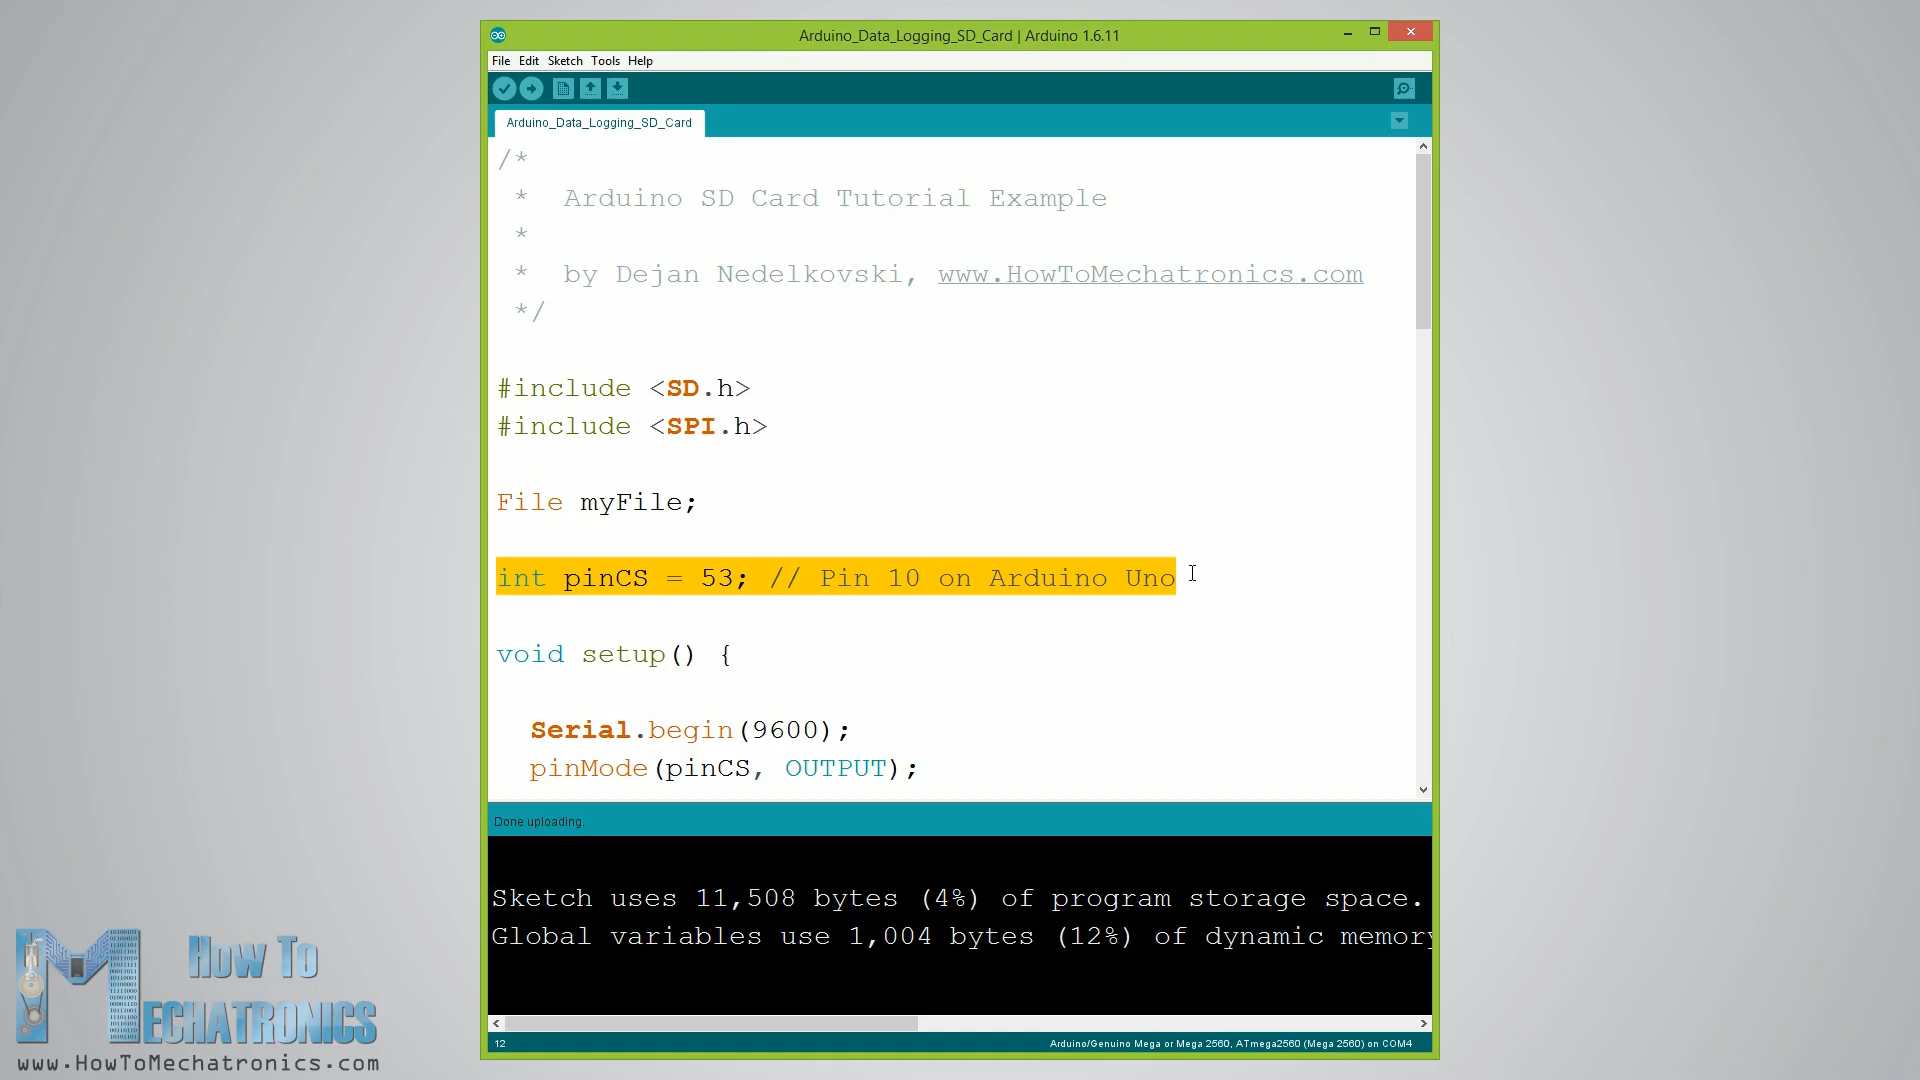 Arduino_Data_Logging_SD_Card | Arduino 1.6.11
File Edit Sketch Tools Help
Arduino_Data_Logging_SD_Card
/*
* Arduino SD Card Tutorial Example
*
* by Dejan Nedelkovski, www.HowToMechatronics.com
*/
#include <SD.h>
#include <SPI.h>
File myFile;
int pinCS = 53; // Pin 10 on Arduino Uno
void setup() {
Serial.begin(9600);
pinMode(pinCS, OUTPUT);
Done uploading.
Sketch uses 11,508 bytes (4%) of program storage space.
Global variables use 1,004 bytes (12%) of dynamic memory
12
Arduino/Genuino Mega or Mega 2560, ATmega2560 (Mega 2560) on COM4
How To
MECHATRONICS
www.HowToMechatronics.com